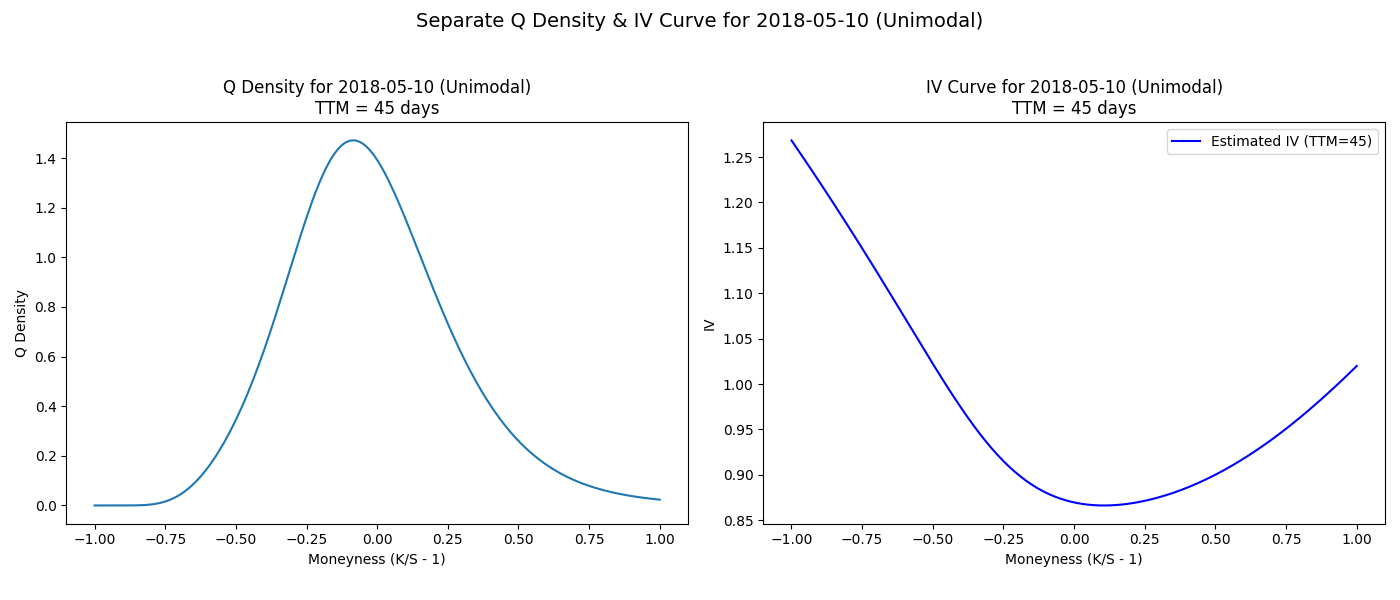 Separate Q Density & IV Curve for 2018-05-10 (Unimodal)
Q Density for 2018-05-10 (Unimodal)
TTM = 45 days
Q Density
1.4
1.2
1.0
0.8
0.6
0.4
0.2
0.0
−1.00 −0.75 −0.50 −0.25 0.00 0.25 0.50 0.75 1.00
Moneyness (K/S - 1)
IV Curve for 2018-05-10 (Unimodal)
TTM = 45 days
Estimated IV (TTM=45)
IV
1.25
1.20
1.15
1.10
1.05
1.00
0.95
0.90
0.85
−1.00 −0.75 −0.50 −0.25 0.00 0.25 0.50 0.75 1.00
Moneyness (K/S - 1)